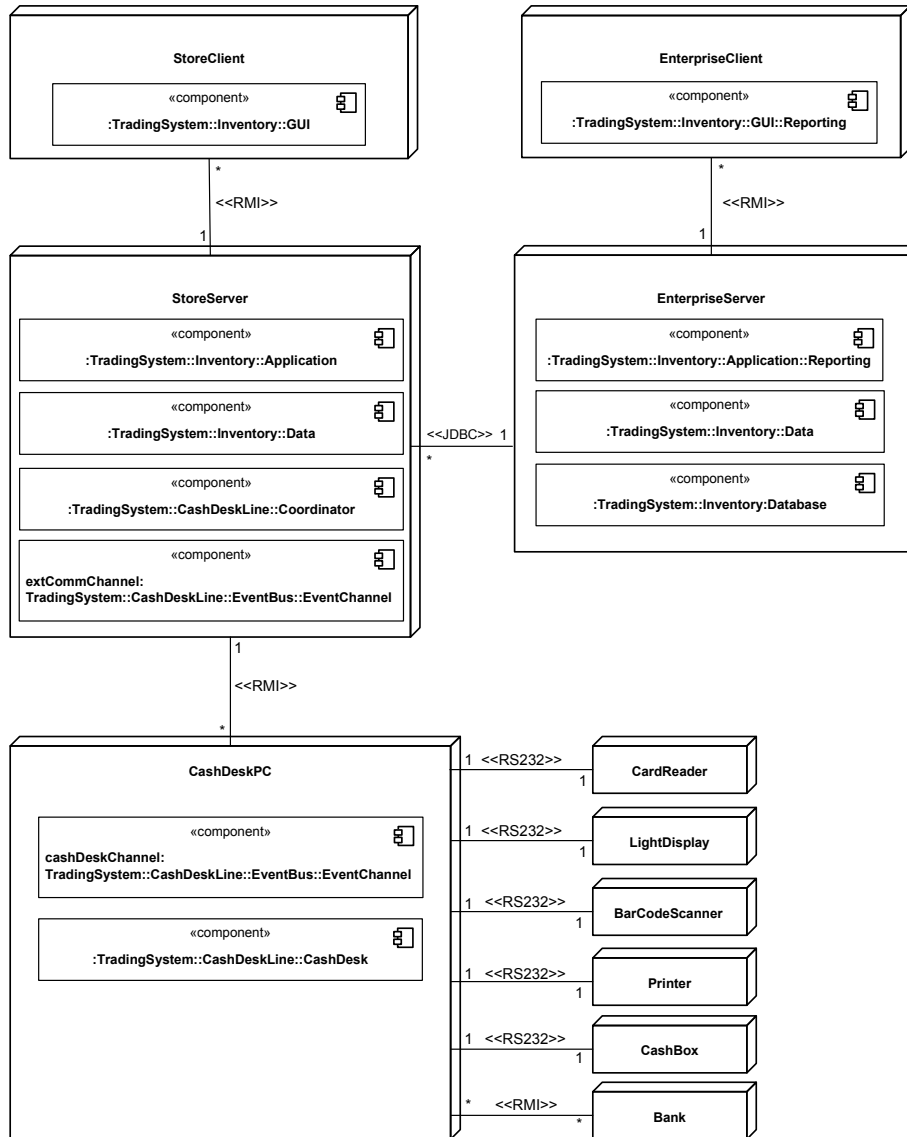 StoreClient
«component»
:TradingSystem::Inventory::GUI
EnterpriseClient
«component»
:TradingSystem::Inventory::GUI::Reporting
*
<<RMI>>
1
*
<<RMI>>
1
StoreServer
«component»
:TradingSystem::Inventory::Application
«component»
:TradingSystem::Inventory::Data
«component»
:TradingSystem::CashDeskLine::Coordinator
«component»
extCommChannel:
TradingSystem::CashDeskLine::EventBus::EventChannel
<<JDBC>> 1
*
EnterpriseServer
«component»
:TradingSystem::Inventory::Application::Reporting
«component»
:TradingSystem::Inventory::Data
«component»
:TradingSystem::Inventory:Database
1
<<RMI>>
*
CashDeskPC
«component»
cashDeskChannel:
TradingSystem::CashDeskLine::EventBus::EventChannel
«component»
:TradingSystem::CashDeskLine::CashDesk
1 <<RS232>>
1
CardReader
1 <<RS232>>
1
LightDisplay
1 <<RS232>>
1
BarCodeScanner
1 <<RS232>>
1
Printer
1 <<RS232>>
1
CashBox
* <<RMI>>
*
Bank